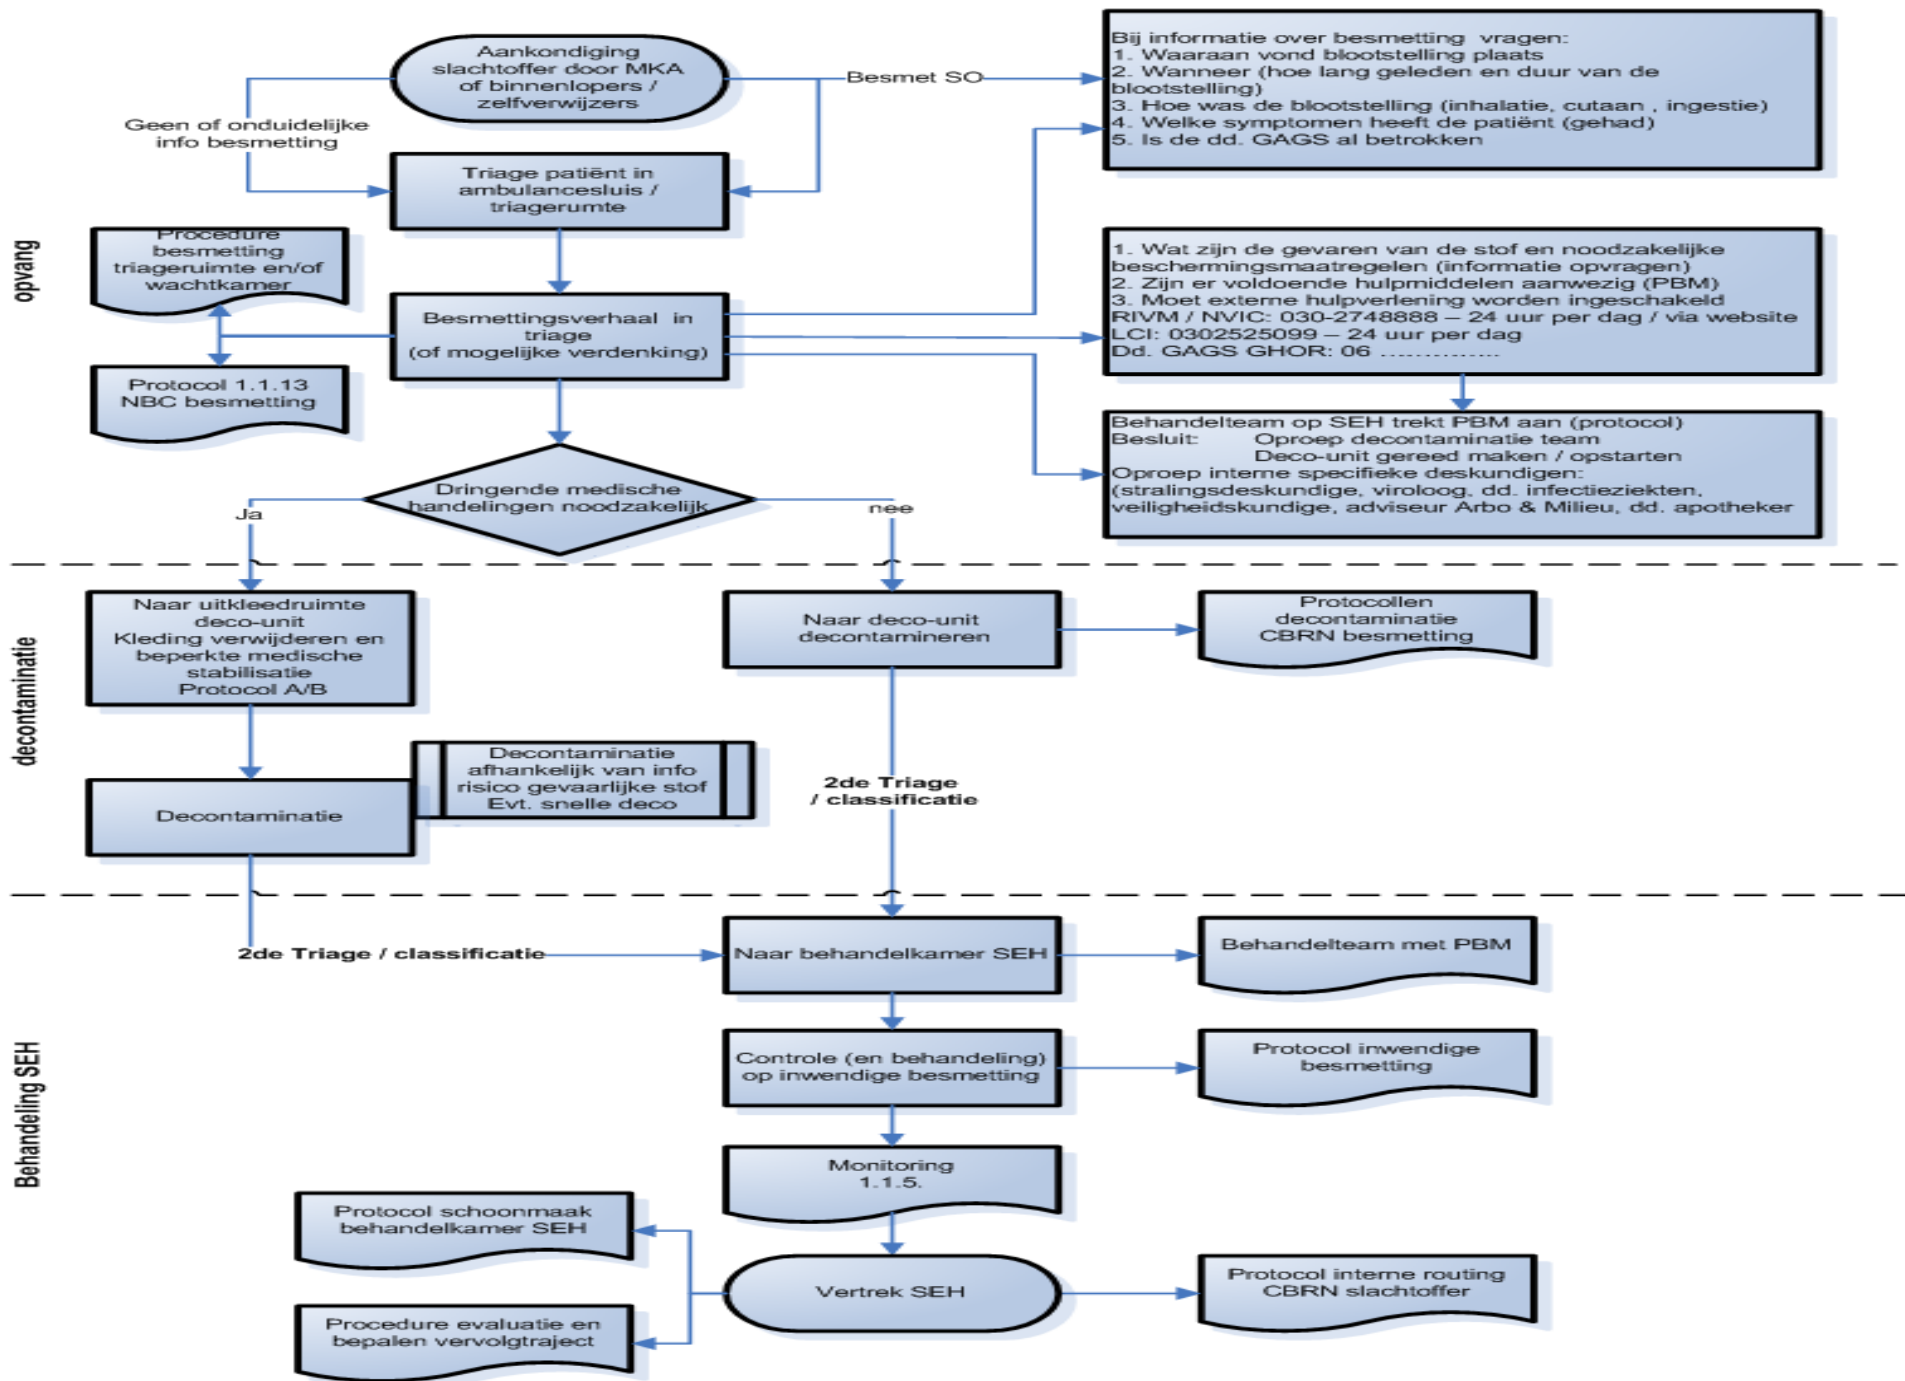 Aankondiging
slachtoffer door MKA
of binnenlopers /
zelfverwijzers
Besmet SO
Geen of onduidelijke
info besmetting
Bij informatie over besmetting vragen:
1. Waaraan vond blootstelling plaats
2. Wanneer (hoe lang geleden en duur van de
blootstelling)
3. Hoe was de blootstelling (inhalatie, cutaan , ingestie)
4. Welke symptomen heeft de patiënt (gehad)
5. Is de dd. GAGS al betrokken
Triage patiënt in
ambulancesluis /
triagerumte
opvang
Procedure
besmetting
triageruimte en/of
wachtkamer
Besmettingsverhaal in
triage
(of mogelijke verdenking)
1. Wat zijn de gevaren van de stof en noodzakelijke
beschermingsmaatregelen (informatie opvragen)
2. Zijn er voldoende hulpmiddelen aanwezig (PBM)
3. Moet externe hulpverlening worden ingeschakeld
RIVM / NVIC: 030-2748888 – 24 uur per dag / via website
LCI: 0302525099 – 24 uur per dag
Dd. GAGS GHOR: 06 ..............
Protocol 1.1.13
NBC besmetting
Behandelteam op SEH trekt PBM aan (protocol)
Besluit: Oproep decontaminatie team
Deco-unit gereed maken / opstarten
Oproep interne specifieke deskundigen:
(stralingsdeskundige, viroloog, dd. infectieziekten,
veiligheidskundige, adviseur Arbo & Milieu, dd. apotheker
Dringende medische
handelingen noodzakelijk
Ja
nee
decontaminatie
Naar uitkleedruimte
deco-unit
Kleding verwijderen en
beperkte medische
stabilisatie
Protocol A/B
Naar deco-unit
decontamineren
Protocollen
decontaminatie
CBRN besmetting
Decontaminatie
Decontaminatie
afhankelijk van info
risico gevaarlijke stof
Evt. snelle deco
2de Triage
/ classificatie
Behandeling SEH
2de Triage / classificatie
Naar behandelkamer SEH
Behandelteam met PBM
Controle (en behandeling)
op inwendige besmetting
Protocol inwendige
besmetting
Monitoring
1.1.5.
Protocol schoonmaak
behandelkamer SEH
Vertrek SEH
Protocol interne routing
CBRN slachtoffer
Procedure evaluatie en
bepalen vervolgtraject